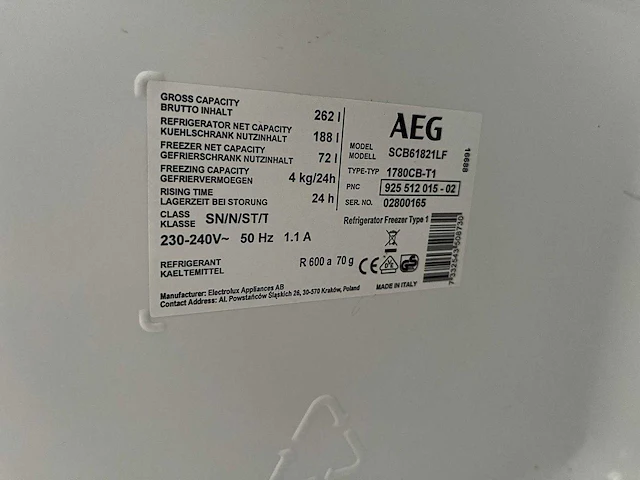 GROSS CAPACITY
BRUTTO INHALT
262 l
REFRIGERATOR NET CAPACITY
KUEHLSCHRANK NUTZINHALT
188 l
FREEZER NET CAPACITY
GEFRIERSCHRANK NUTZINHALT
72 l
FREEZING CAPACITY
GEFRIERVERMOEGEN
4 kg/24h
RISING TIME
LAGERZEIT BEI STORUNG
24 h
CLASS
KLASSE
SN/N/ST/T
230-240V~ 50 Hz 1.1 A
REFRIGERANT
KAELTEMITTEL
R 600 a 70 g
Manufacturer: Electrolux Appliances AB
Contact Address: Al. Powstańców Śląskich 26, 30-570 Kraków, Poland
AEG
MODEL
MODELL
SCB61821LF
TYPE-TYP 1780CB-T1
PNC 925 512 015 - 02
SER. NO. 02800165
Refrigerator Freezer Type 1
CE
GS
MADE IN ITALY
16688
7332543508730